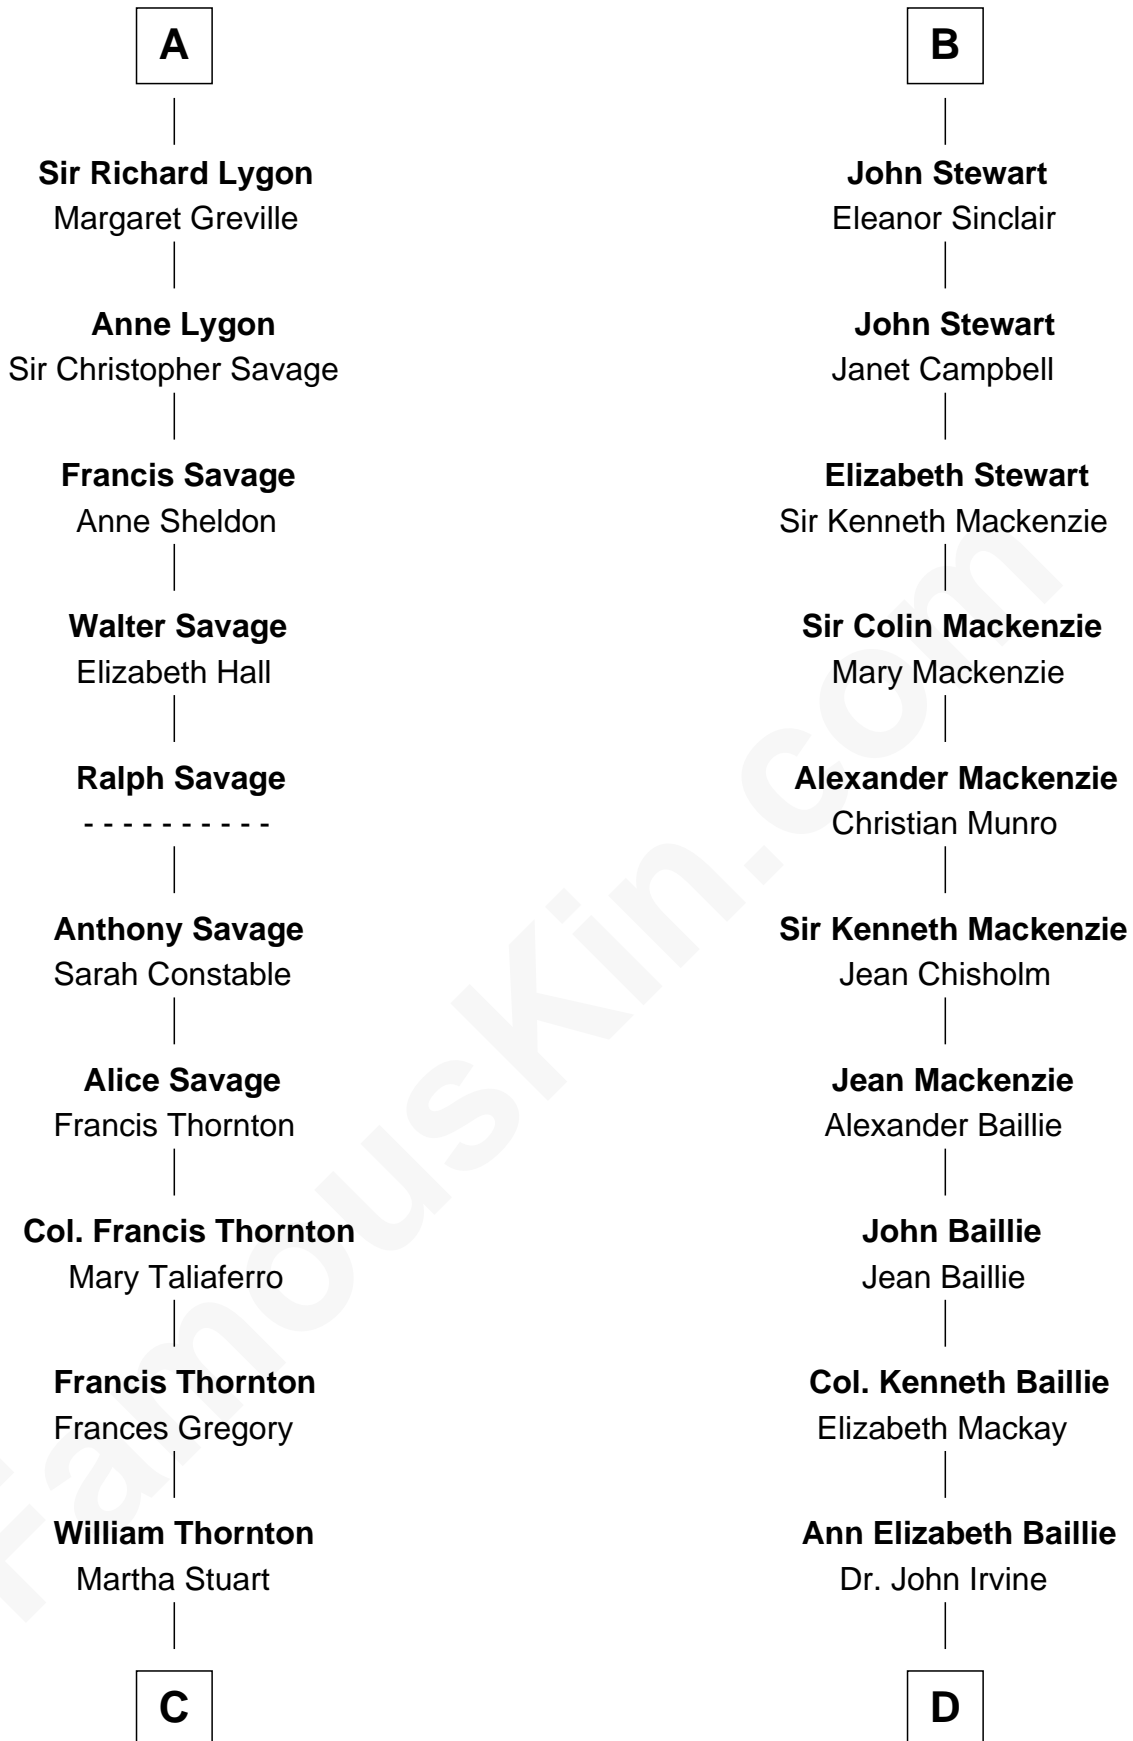 A
Sir Richard Lygon
Margaret Greville
Anne Lygon
Sir Christopher Savage
Francis Savage
Anne Sheldon
Walter Savage
Elizabeth Hall
Ralph Savage
- - - - - - - - - -
Anthony Savage
Sarah Constable
Alice Savage
Francis Thornton
Col. Francis Thornton
Mary Taliaferro
Francis Thornton
Frances Gregory
William Thornton
Martha Stuart
C
B
John Stewart
Eleanor Sinclair
John Stewart
Janet Campbell
Elizabeth Stewart
Sir Kenneth Mackenzie
Sir Colin Mackenzie
Mary Mackenzie
Alexander Mackenzie
Christian Munro
Sir Kenneth Mackenzie
Jean Chisholm
Jean Mackenzie
Alexander Baillie
John Baillie
Jean Baillie
Col. Kenneth Baillie
Elizabeth Mackay
Ann Elizabeth Baillie
Dr. John Irvine
D
FamousKin.com